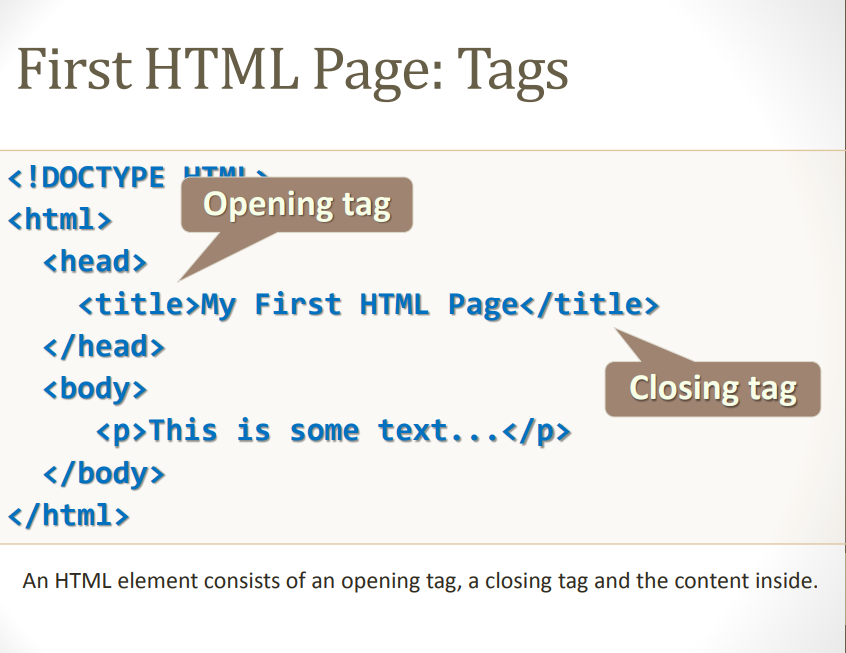 First HTML Page: Tags
<!DOCTYPE HTML>
Opening tag
<html>
<head>
<title>My First HTML Page</title>
</head>
<body>
Closing tag
<p>This is some text...</p>
</body>
</html>
An HTML element consists of an opening tag, a closing tag and the content inside.